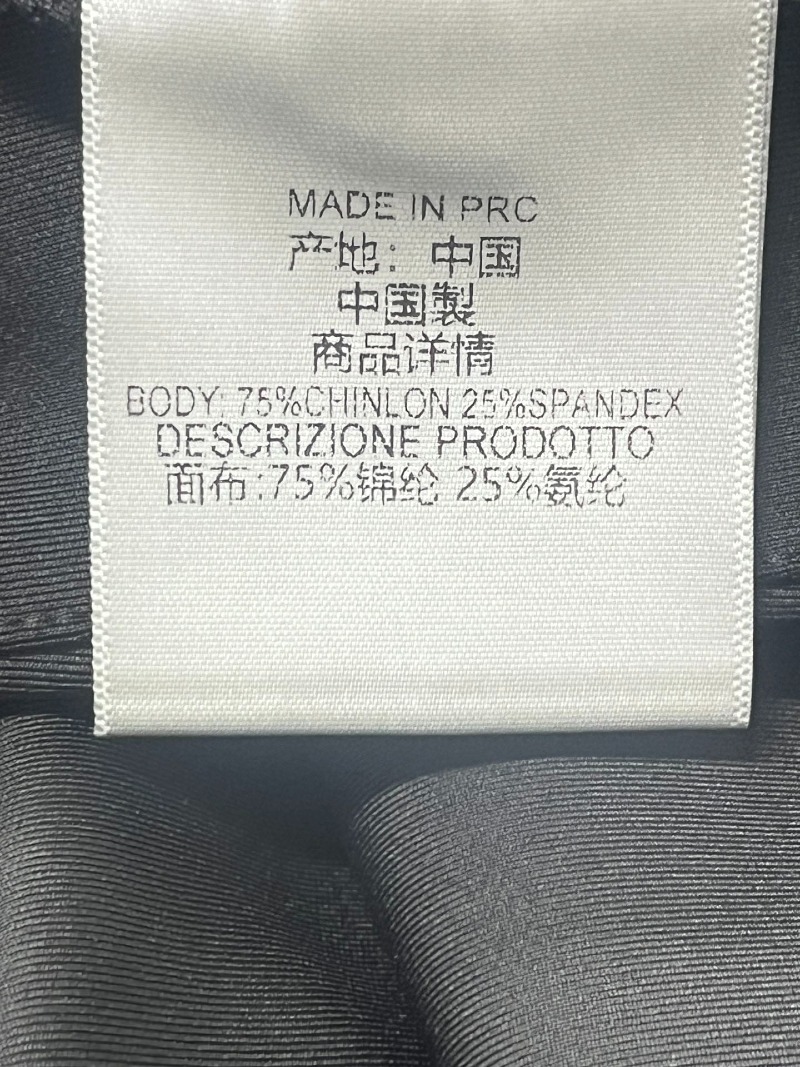 MADE IN PRC
产地：中国
中国製
商品详情
BODY: 75%CHINLON 25%SPANDEX
DESCRIZIONE PRODOTTO
面布:75%锦纶 25%氨纶